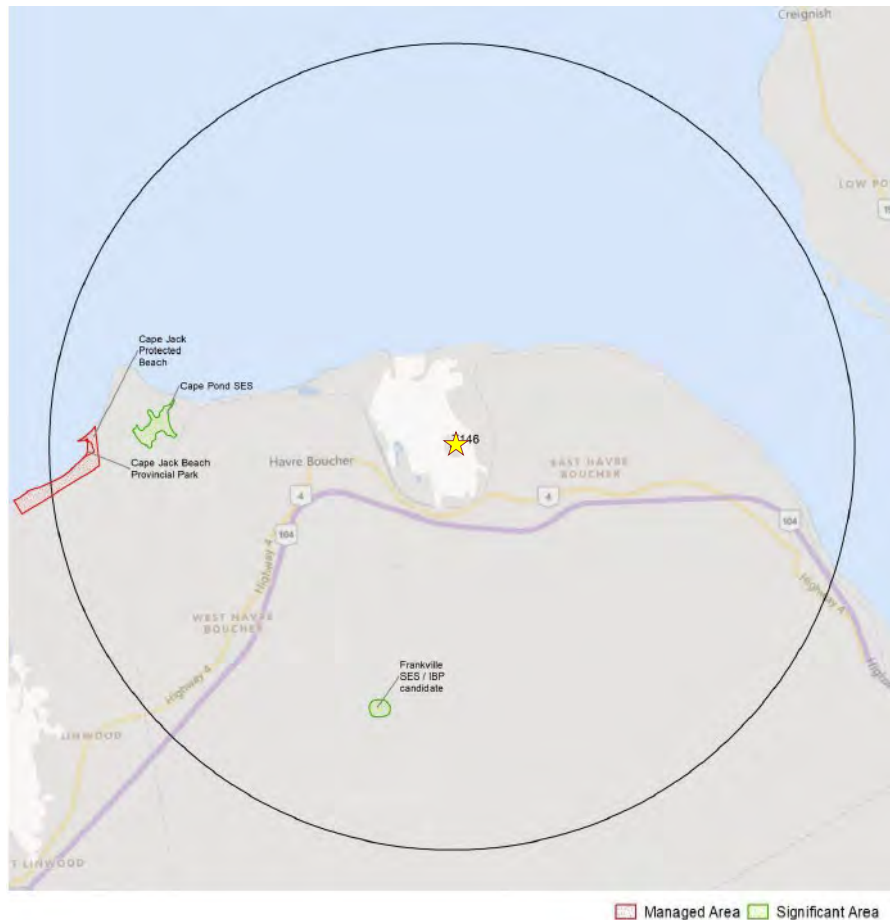 Creignish
LOW PO
19
Cape Jack
Protected
Beach
Cape Pond SES
Cape Jack Beach
Provincial Park
Havre Boucher
146
EAST HAVRE
BOUCHER
4
4
104
104
Highway 4
Highway 4
WEST HAVRE
BOUCHER
Highway 4
Frankville
SES / IBP
candidate
LINWOOD
T LINWOOD
Managed Area
Significant Area